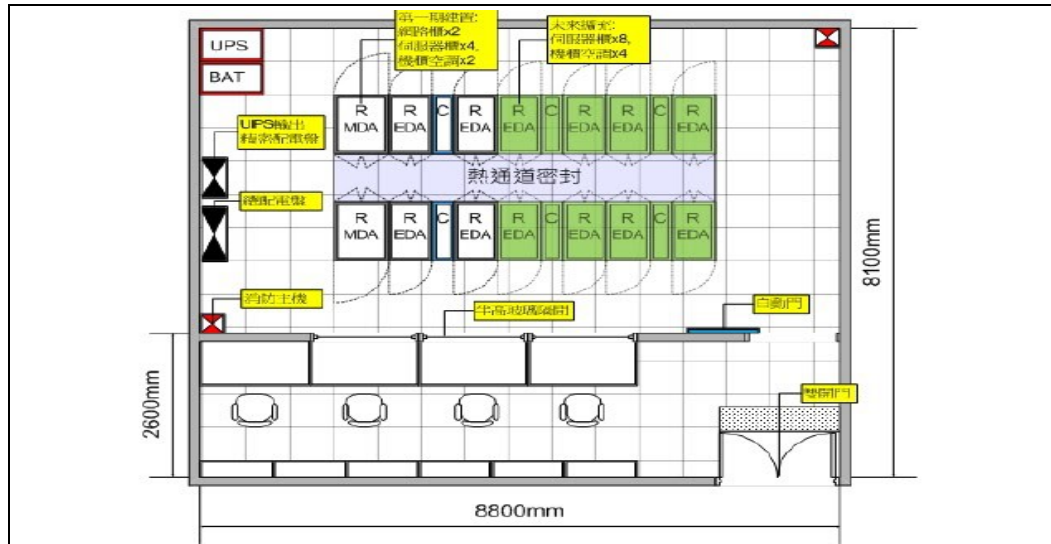 第一期建置:
網路櫃x2
伺服器櫃x4,
機櫃空調x2
未來擴充:
伺服器櫃x8,
機櫃空調x4
UPS
BAT
R MDA
R EDA
C
R EDA
R EDA
C
R EDA
R EDA
C
R EDA
UPS輸出
精密配電盤
熱通道密封
總配電盤
R MDA
R EDA
C
R EDA
R EDA
C
R EDA
R EDA
C
R EDA
消防主機
半高玻璃隔間
自動門
雙開門
8100mm
2600mm
8800mm